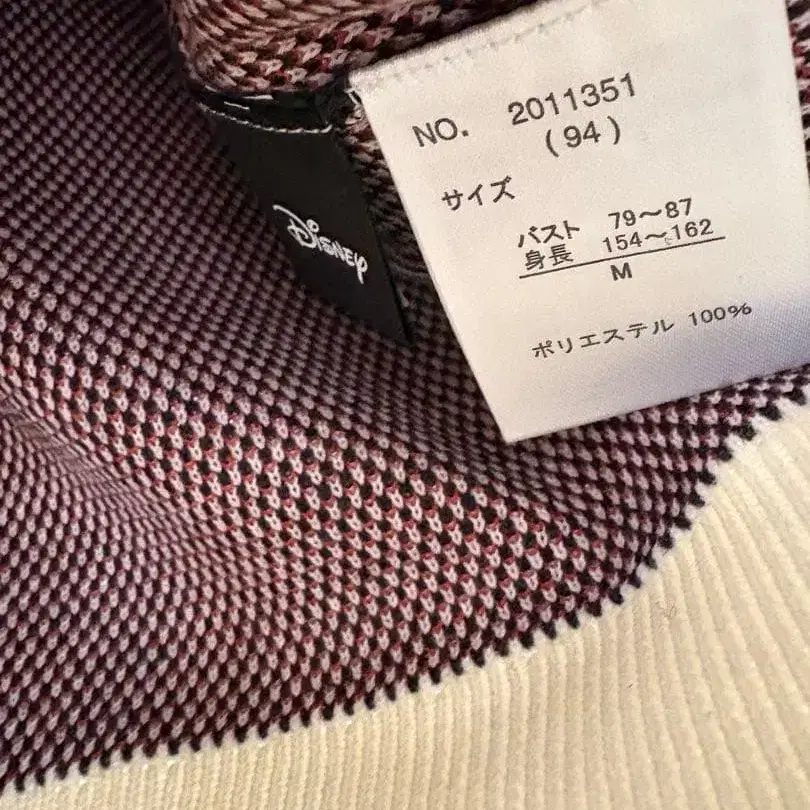 NO. 2011351
(94)
サイズ
バスト 79〜87
身長 154〜162
M
ポリエステル 100%
Disney